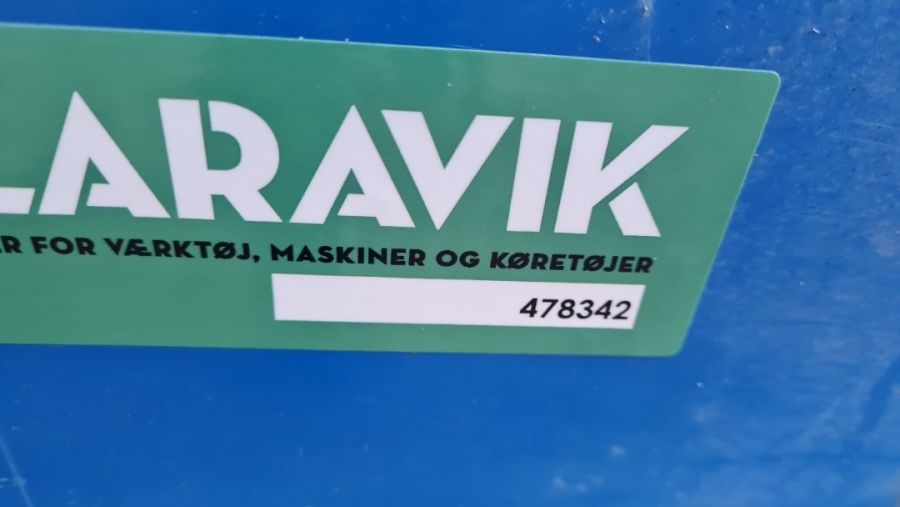 LARAVIK
R FOR VÆRKTØJ, MASKINER OG KØRETØJER
478342